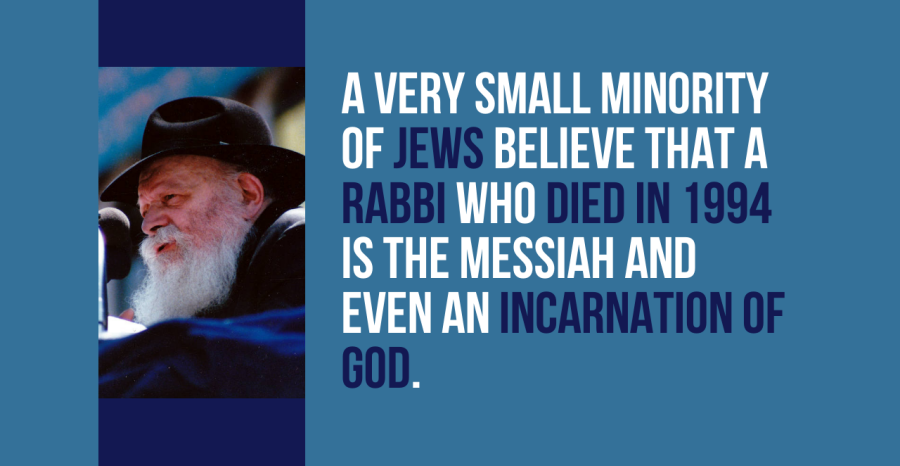 A VERY SMALL MINORITY
OF JEWS BELIEVE THAT A
RABBI WHO DIED IN 1994
IS THE MESSIAH AND
EVEN AN INCARNATION OF
GOD.